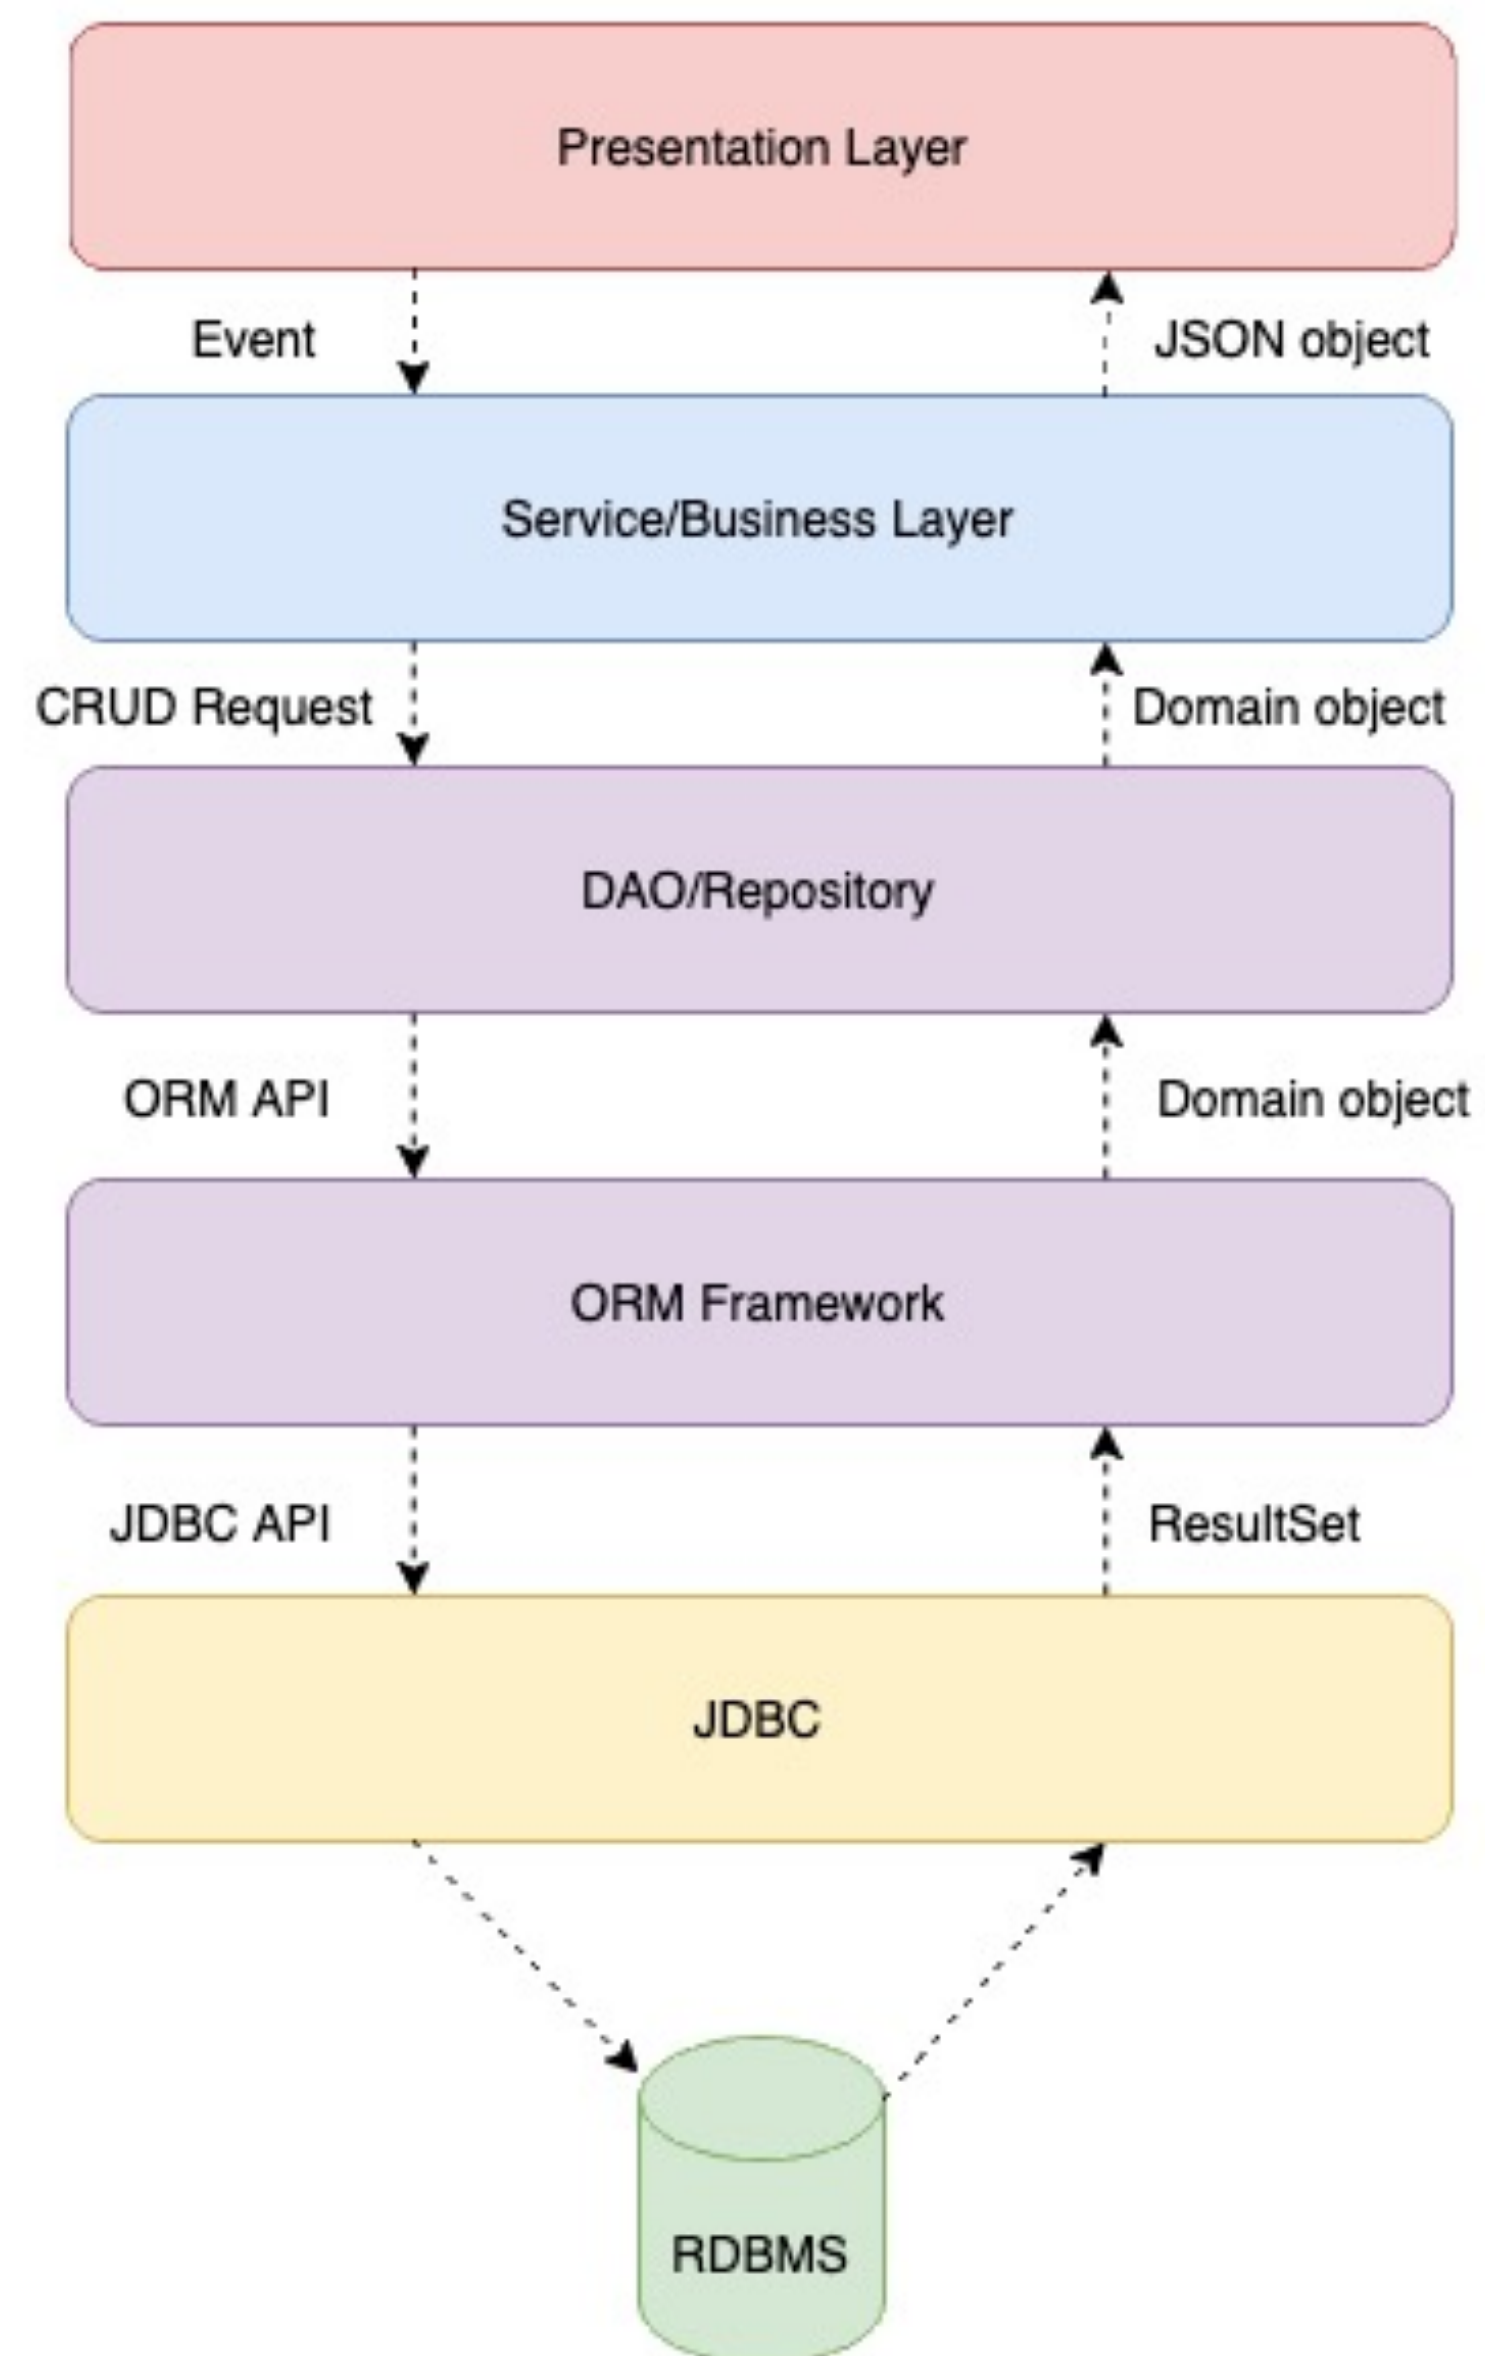 Presentation Layer
Event
JSON object
Service/Business Layer
CRUD Request
Domain object
DAO/Repository
ORM API
Domain object
ORM Framework
JDBC API
ResultSet
JDBC
RDBMS